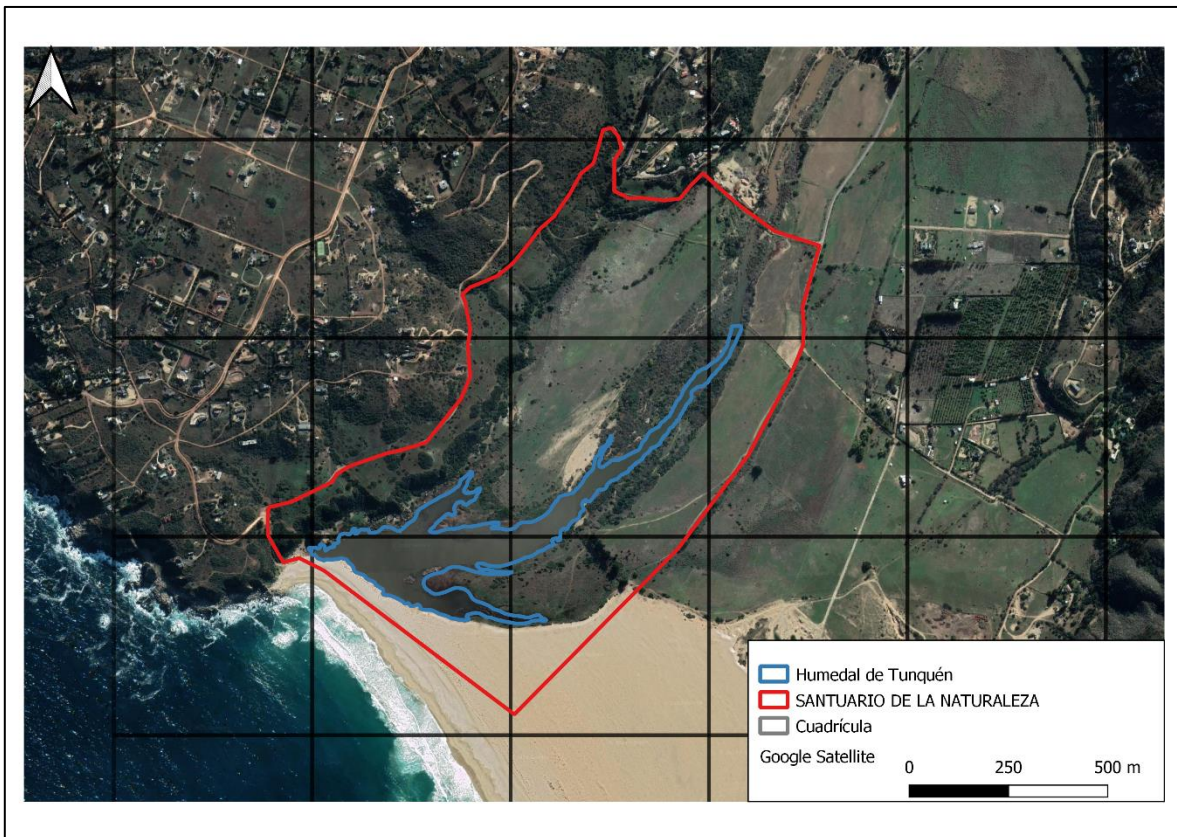 Humedal de Tunquén
SANTUARIO DE LA NATURALEZA
Cuadrícula
Google Satellite
0 250 500 m